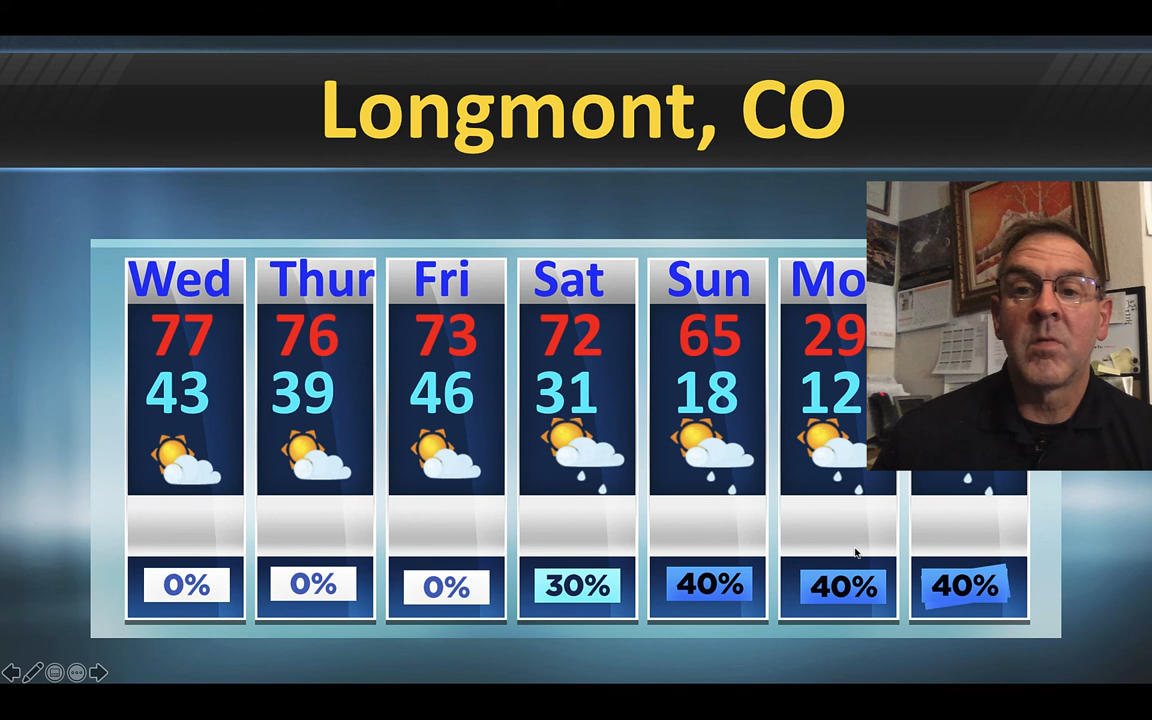 Longmont, CO
Wed Thur Fri Sat Sun Mo
77 76 73 72 65 29
43 39 46 31 18 12
0% 0% 0% 30% 40% 40% 40%